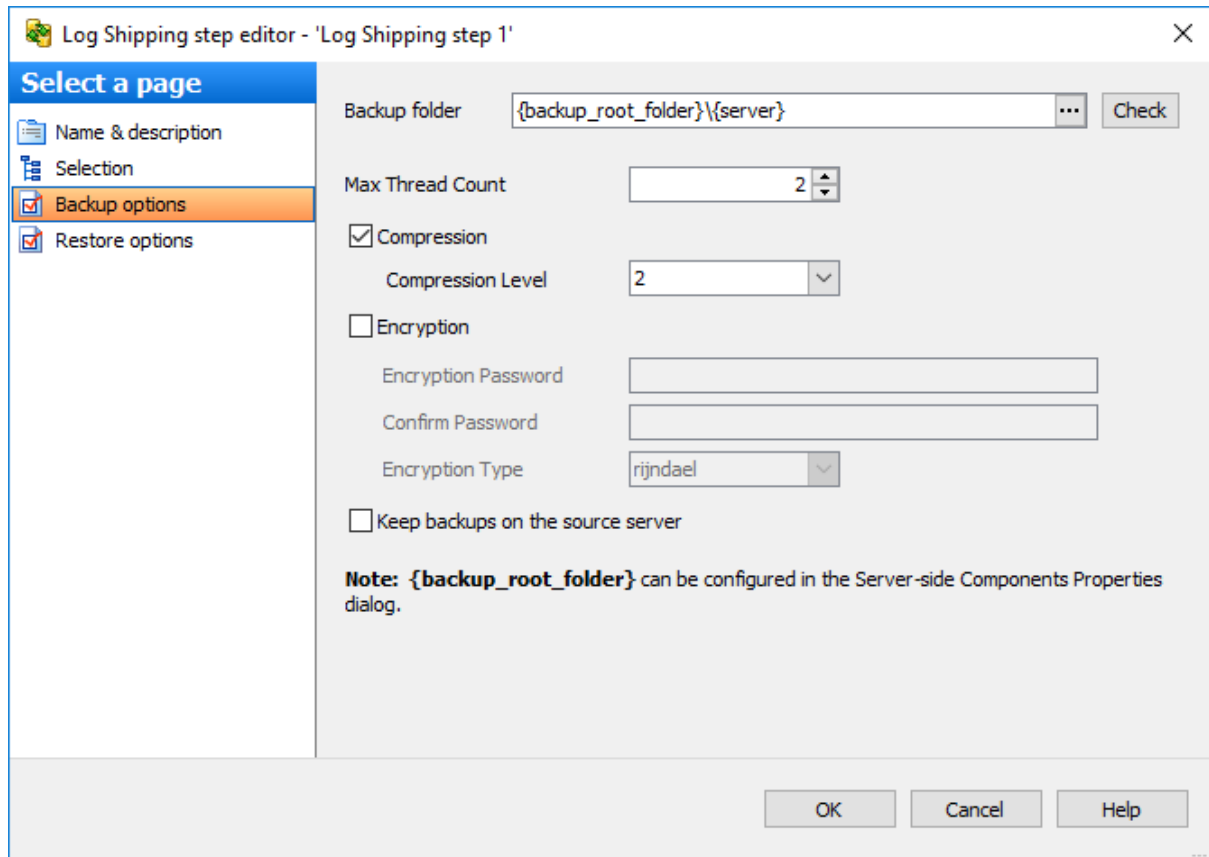 Log Shipping step editor - 'Log Shipping step 1'
Select a page
Name & description
Selection
Backup options
Restore options
Backup folder {backup_root_folder}\{server} ... Check
Max Thread Count 2
Compression
Compression Level 2
Encryption
Encryption Password
Confirm Password
Encryption Type rijndael
Keep backups on the source server
Note: {backup_root_folder} can be configured in the Server-side Components Properties
dialog.
OK Cancel Help